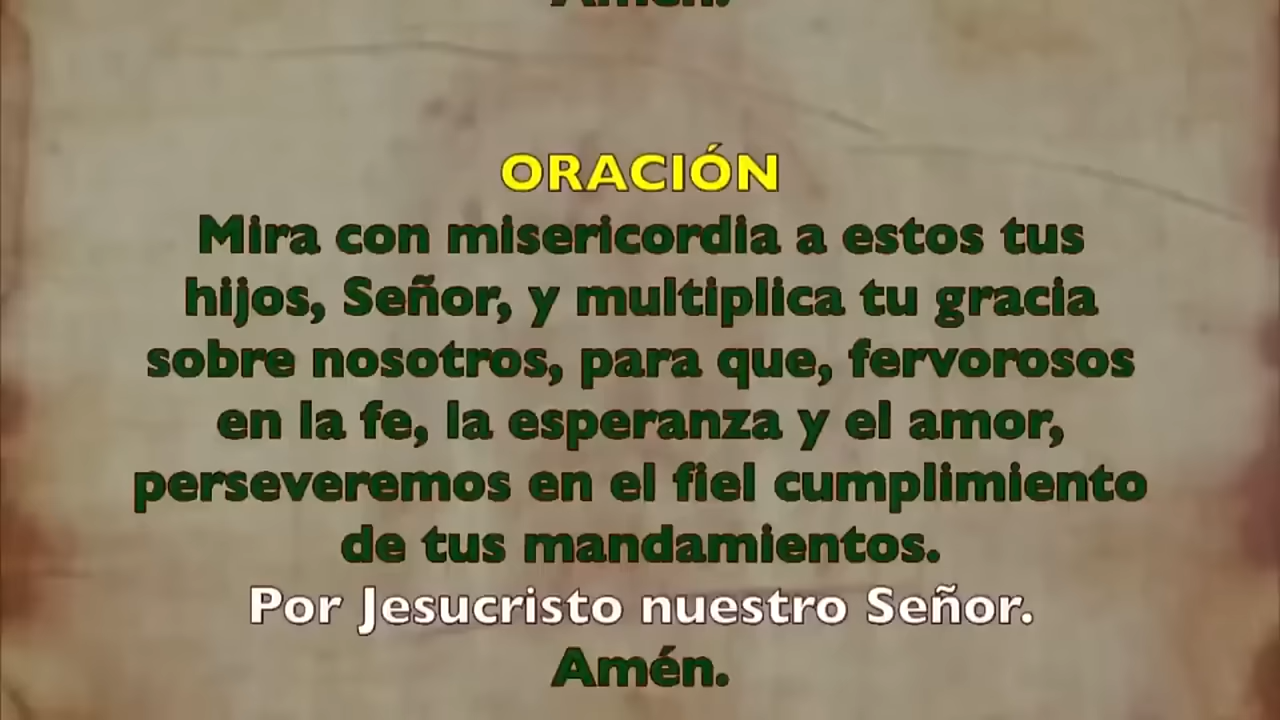 Amén.
ORACIÓN
Mira con misericordia a estos tus
hijos, Señor, y multiplica tu gracia
sobre nosotros, para que, fervorosos
en la fe, la esperanza y el amor,
perseveremos en el fiel cumplimiento
de tus mandamientos.
Por Jesucristo nuestro Señor.
Amén.